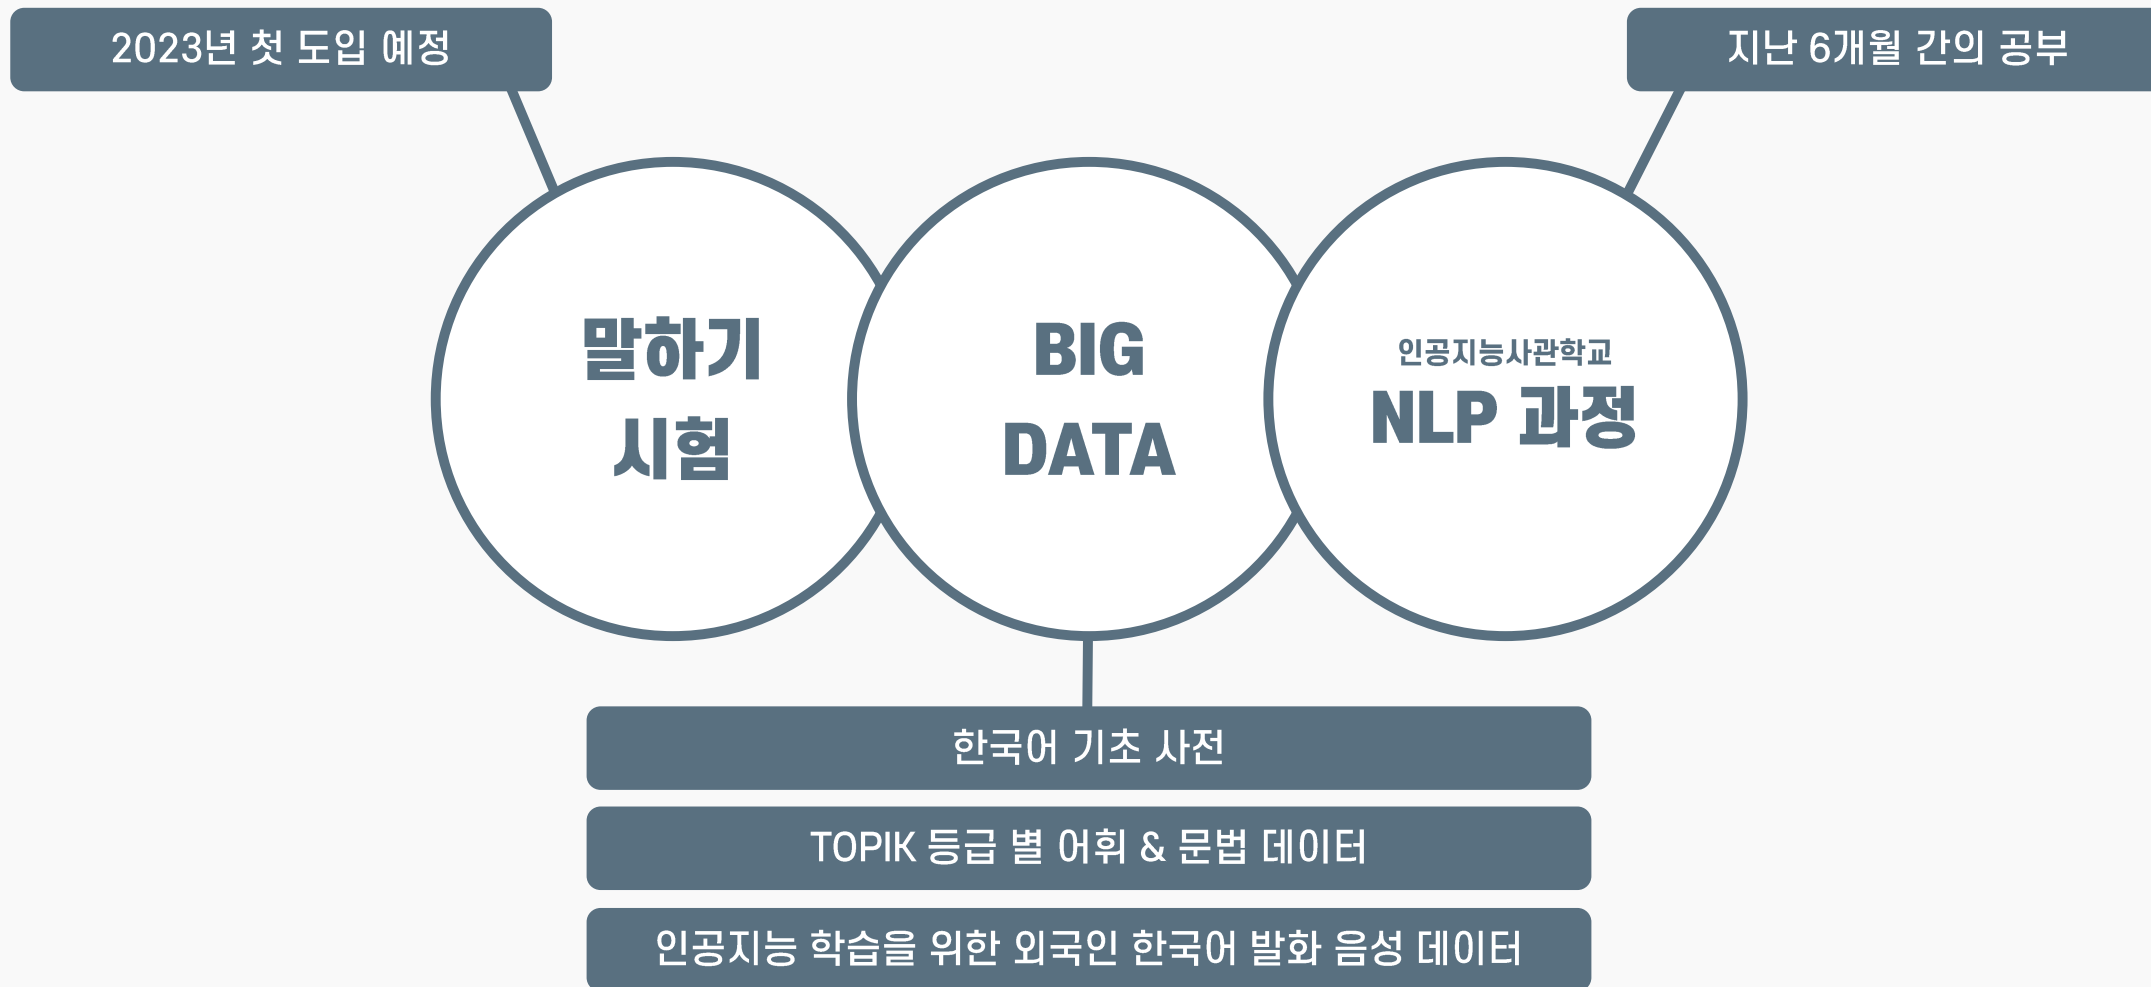 2023년 첫 도입 예정
지난 6개월 간의 공부
말하기
시험
BIG
DATA
인공지능사관학교
NLP 과정
한국어 기초 사전
TOPIK 등급 별 어휘 & 문법 데이터
인공지능 학습을 위한 외국인 한국어 발화 음성 데이터